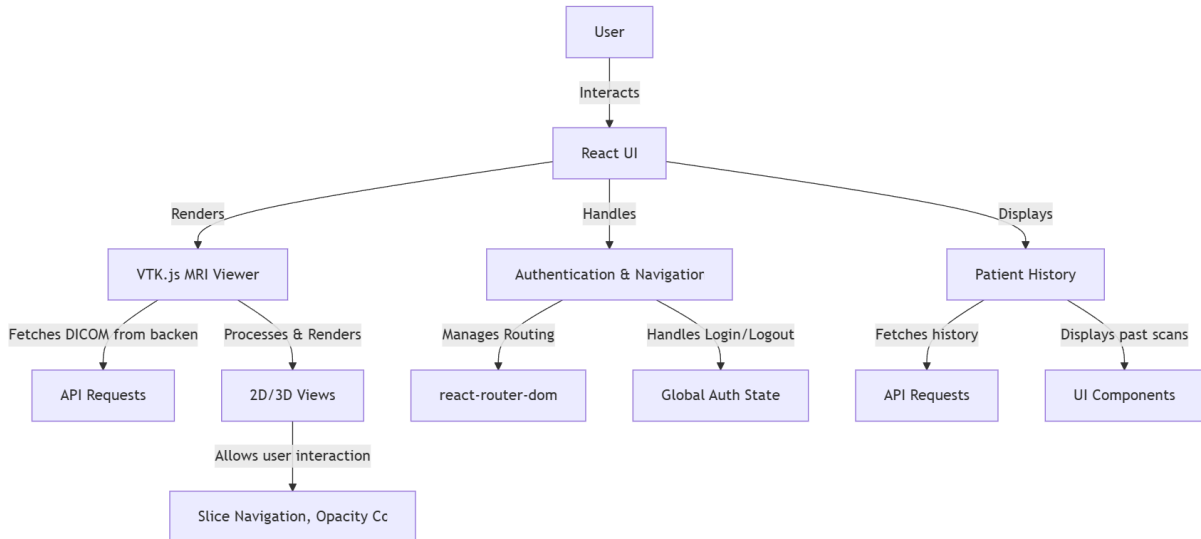 User
Interacts
React UI
Renders
Handles
Displays
VTK.js MRI Viewer
Authentication & Navigatior
Patient History
Fetches DICOM from backen
Processes & Renders
Manages Routing
Handles Login/Logout
Fetches history
Displays past scans
API Requests
2D/3D Views
react-router-dom
Global Auth State
API Requests
UI Components
Allows user interaction
Slice Navigation, Opacity Cc